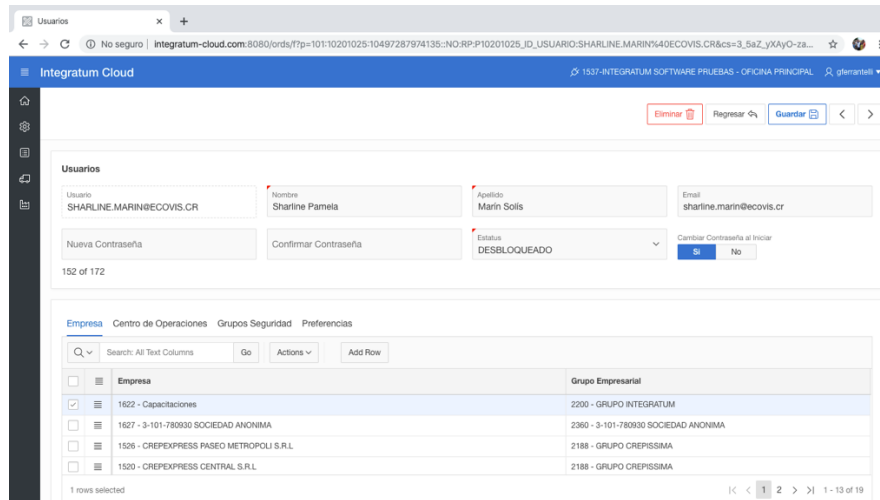 Usuarios
No seguro | integratum-cloud.com:8080/ords/f?p=101:10201025:10497287974135::NO:RP:P10201025_ID_USUARIO:SHARLINE.MARIN%40ECOVIS.CR&cs=3_5aZ_yXAyO-za...
Integratum Cloud 1537-INTEGRATUM SOFTWARE PRUEBAS - OFICINA PRINCIPAL gferrantelli
Eliminar Regresar Guardar
Usuarios
Usuario Nombre Apellido Email
SHARLINE.MARIN@ECOVIS.CR Sharline Pamela Marín Solís sharline.marin@ecovis.cr
Nueva Contraseña Confirmar Contraseña Estatus Cambiar Contraseña al Iniciar
DESBLOQUEADO Si No
152 of 172
Empresa Centro de Operaciones Grupos Seguridad Preferencias
Search: All Text Columns Go Actions Add Row
Empresa Grupo Empresarial
1622 - Capacitaciones 2200 - GRUPO INTEGRATUM
1627 - 3-101-780930 SOCIEDAD ANONIMA 2360 - 3-101-780930 SOCIEDAD ANONIMA
1526 - CREPEXPRESS PASEO METROPOLI S.R.L 2188 - GRUPO CREPISSIMA
1520 - CREPEXPRESS CENTRAL S.R.L 2188 - GRUPO CREPISSIMA
1 rows selected 1 2 1 - 13 of 19